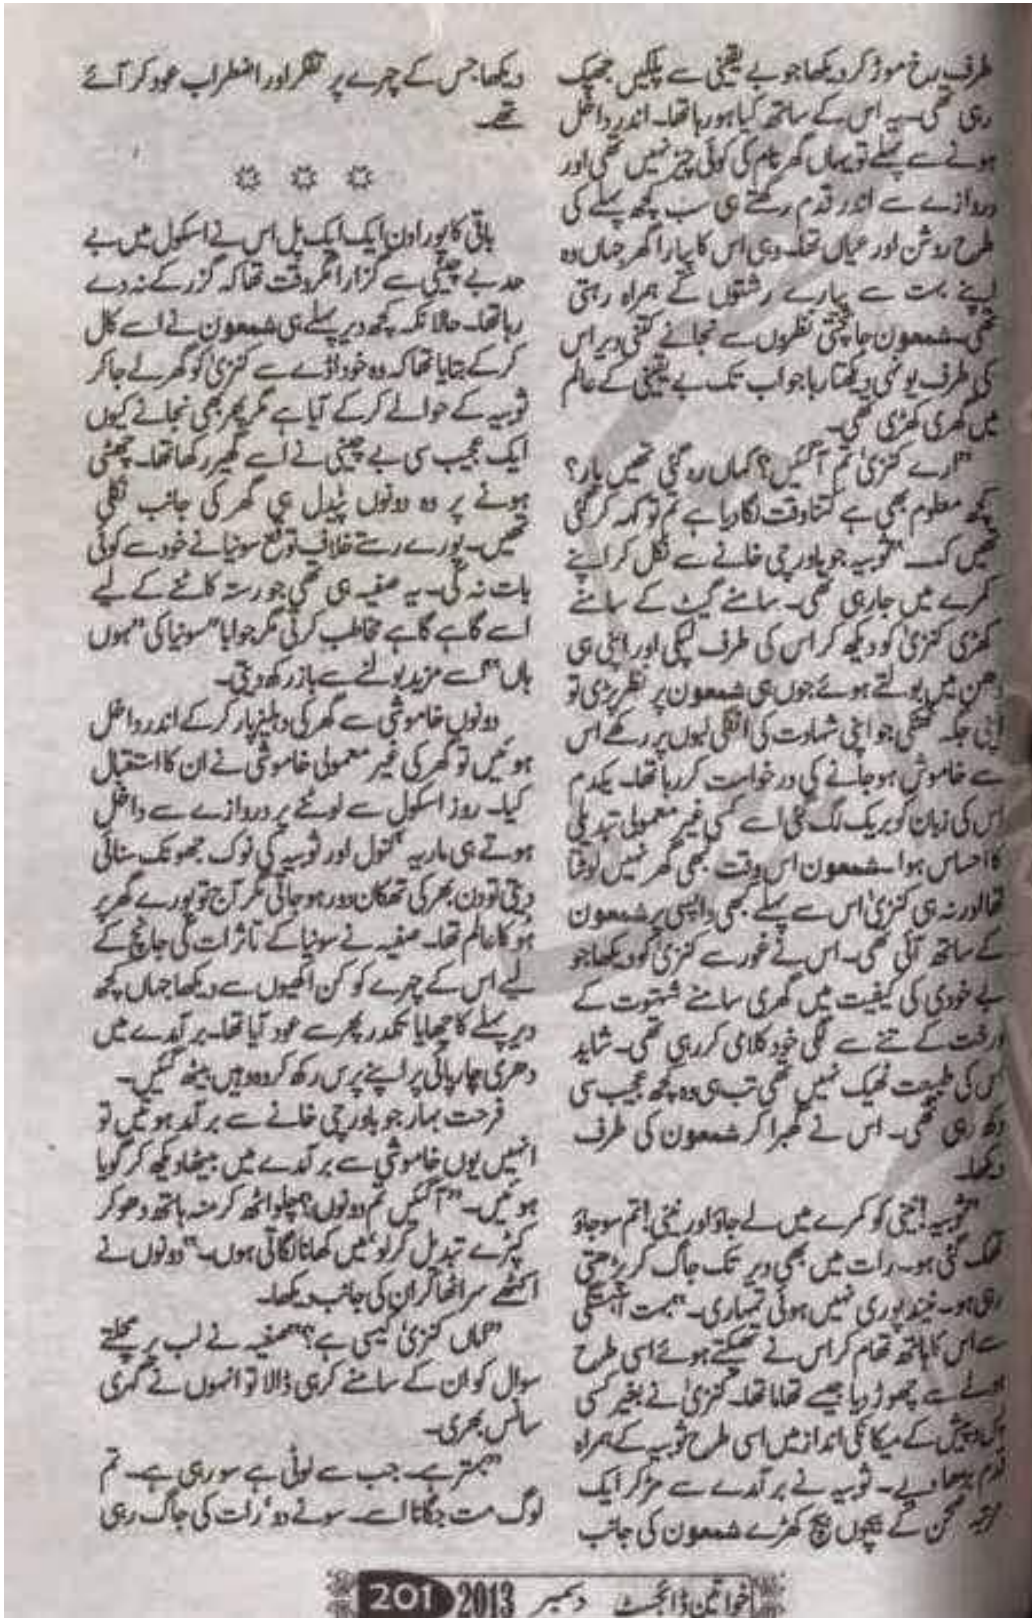 طرف رخ موڑ کر دیکھا جو بے یقینی سے پلکیں جھپک
رہی تھی۔ یہ اس کے ساتھ کیا ہو رہا تھا۔ اندر داخل
ہونے سے پہلے تو یہاں گھر نام کی کوئی چیز نہیں تھی اور
دروازے سے اندر قدم رکھتے ہی سب کچھ پہلے کی
طرح روشن اور عیاں تھا۔ وہی اس کا پیارا گھر جہاں وہ
اپنے بہت سے پیارے رشتوں کے ہمراہ رہتی
تھی۔ شمعون جانچتی نظروں سے نجانے کتنی دیر اس
کی طرف یونہی دیکھتا رہا جو اب تک بے یقینی کے عالم
میں گھری کھڑی تھی۔
"ارے کنزیٰ تم آگئیں؟ کہاں رہ گئی تھیں یار؟
کچھ معلوم بھی ہے کتنا وقت لگا دیا ہے تم تو کہہ کر گئی
تھیں کہ۔" ثوبیہ جو باورچی خانے سے نکل کر اپنے
کمرے میں جا رہی تھی۔ سامنے گیٹ کے سامنے
کھڑی کنزیٰ کو دیکھ کر اس کی طرف لپکی اور اپنی ہی
دھن میں بولتے ہوئے جوں ہی شمعون پر نظر پڑی تو
اپنی جگہ ٹھٹکی جو اپنی شہادت کی انگلی لبوں پر رکھے اس
سے خاموش ہو جانے کی درخواست کر رہا تھا۔ یکدم
اس کی زبان کو بریک لگ گئی اسے کسی غیر معمولی تبدیلی
کا احساس ہوا۔ شمعون اس وقت کبھی گھر نہیں لوٹتا
تھا اور نہ ہی کنزیٰ اس سے پہلے کبھی واپسی پر شمعون
کے ساتھ آئی تھی۔ اس نے غور سے کنزیٰ کو دیکھا جو
بے خودی کی کیفیت میں گھری سامنے شہتوت کے
درخت کے تنے سے لگی خود کلامی کر رہی تھی۔ شاید
اس کی طبیعت ٹھیک نہیں تھی تب ہی وہ کچھ عجیب سی
دکھ رہی تھی۔ اس نے گھبرا کر شمعون کی طرف
دیکھا۔
"ثوبیہ! نینی کو کمرے میں لے جاؤ اور نینی! تم سو جاؤ
تھک گئی ہو۔ رات میں بھی دیر تک جاگ کر پڑھتی
رہی ہو۔ نیند پوری نہیں ہوئی تمہاری۔" بہت آہستگی
سے اس کا ہاتھ تھام کر اس نے تھپکتے ہوئے اسی طرح
ہولے سے چھوڑ دیا جیسے تھاما تھا۔ کنزیٰ نے بغیر کسی
پس و پیش کے میکانکی انداز میں اسی طرح ثوبیہ کے ہمراہ
قدم بڑھا دیے۔ ثوبیہ نے برآمدے سے مڑ کر ایک
مرتبہ صحن کے بیچوں بیچ کھڑے شمعون کی جانب
دیکھا جس کے چہرے پر تفکر اور اضطراب عود کر آئے
تھے۔
باقی کا پورا دن ایک ایک پل اس نے اسکول میں بے
حد بے چینی سے گزارا مگر وقت تھا کہ گزر کے نہ دے
رہا تھا۔ حالانکہ کچھ دیر پہلے ہی شمعون نے اسے کال
کر کے بتایا تھا کہ وہ خود اڈے سے کنزیٰ کو گھر لے جا کر
ثوبیہ کے حوالے کر کے آیا ہے مگر پھر بھی نجانے کیوں
ایک عجیب سی بے چینی نے اسے گھیر رکھا تھا۔ چھٹی
ہونے پر وہ دونوں پیدل ہی گھر کی جانب نکلی
تھیں۔ پورے رستے خلاف توقع سونیا نے خود سے کوئی
بات نہ کی۔ یہ صفیہ ہی تھی جو رستہ کاٹنے کے لیے
اسے گاہے گاہے مخاطب کرتی مگر جوابا" سونیا کی "ہوں
ہاں" اسے مزید بولنے سے باز رکھ دیتی۔
دونوں خاموشی سے گھر کی دہلیز پار کر کے اندر داخل
ہوئیں تو گھر کی غیر معمولی خاموشی نے ان کا استقبال
کیا۔ روز اسکول سے لوٹنے پر دروازے سے داخل
ہوتے ہی ماریہ، کنول اور ثوبیہ کی نوک جھونک سنائی
دیتی تو دن بھر کی تھکان دور ہو جاتی مگر آج تو پورے گھر پر
ہُو کا عالم تھا۔ صفیہ نے سونیا کے تاثرات کی جانچ کے
لیے اس کے چہرے کو کن اکھیوں سے دیکھا جہاں کچھ
دیر پہلے کا چھایا تکدر پھر سے عود آیا تھا۔ برآمدے میں
دھری چارپائی پر اپنے پرس رکھ کر وہ وہیں بیٹھ گئیں۔
فرحت بہار جو باورچی خانے سے برآمد ہوئیں تو
انہیں یوں خاموشی سے برآمدے میں بیٹھا دیکھ کر گویا
ہوئیں۔ "آگئیں تم دونوں؟ چلو اٹھ کر منہ ہاتھ دھو کر
کپڑے تبدیل کر لو، میں کھانا لگاتی ہوں۔" دونوں نے
اکٹھے سر اٹھا کر ان کی جانب دیکھا۔
"اماں کنزیٰ کیسی ہے؟" صفیہ نے لب پر مچلتے
سوال کو ان کے سامنے کر ہی ڈالا تو انہوں نے گہری
سانس بھری۔
"بہتر ہے۔ جب سے لوٹی ہے سو رہی ہے۔ تم
لوگ مت جگانا اسے۔ سونے دو، رات کی جاگ رہی
خواتین ڈائجسٹ دسمبر 2013 201